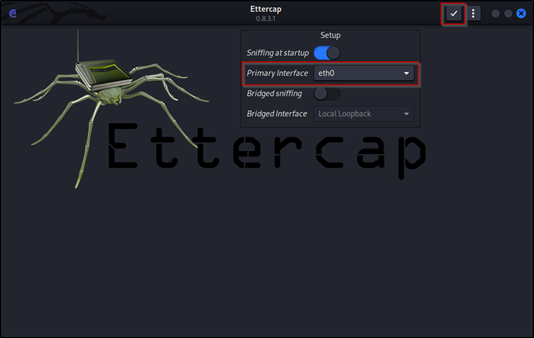 Ettercap
0.8.3.1
Setup
Sniffing at startup
Primary Interface eth0
Bridged sniffing
Bridged Interface Local Loopback
Ettercap